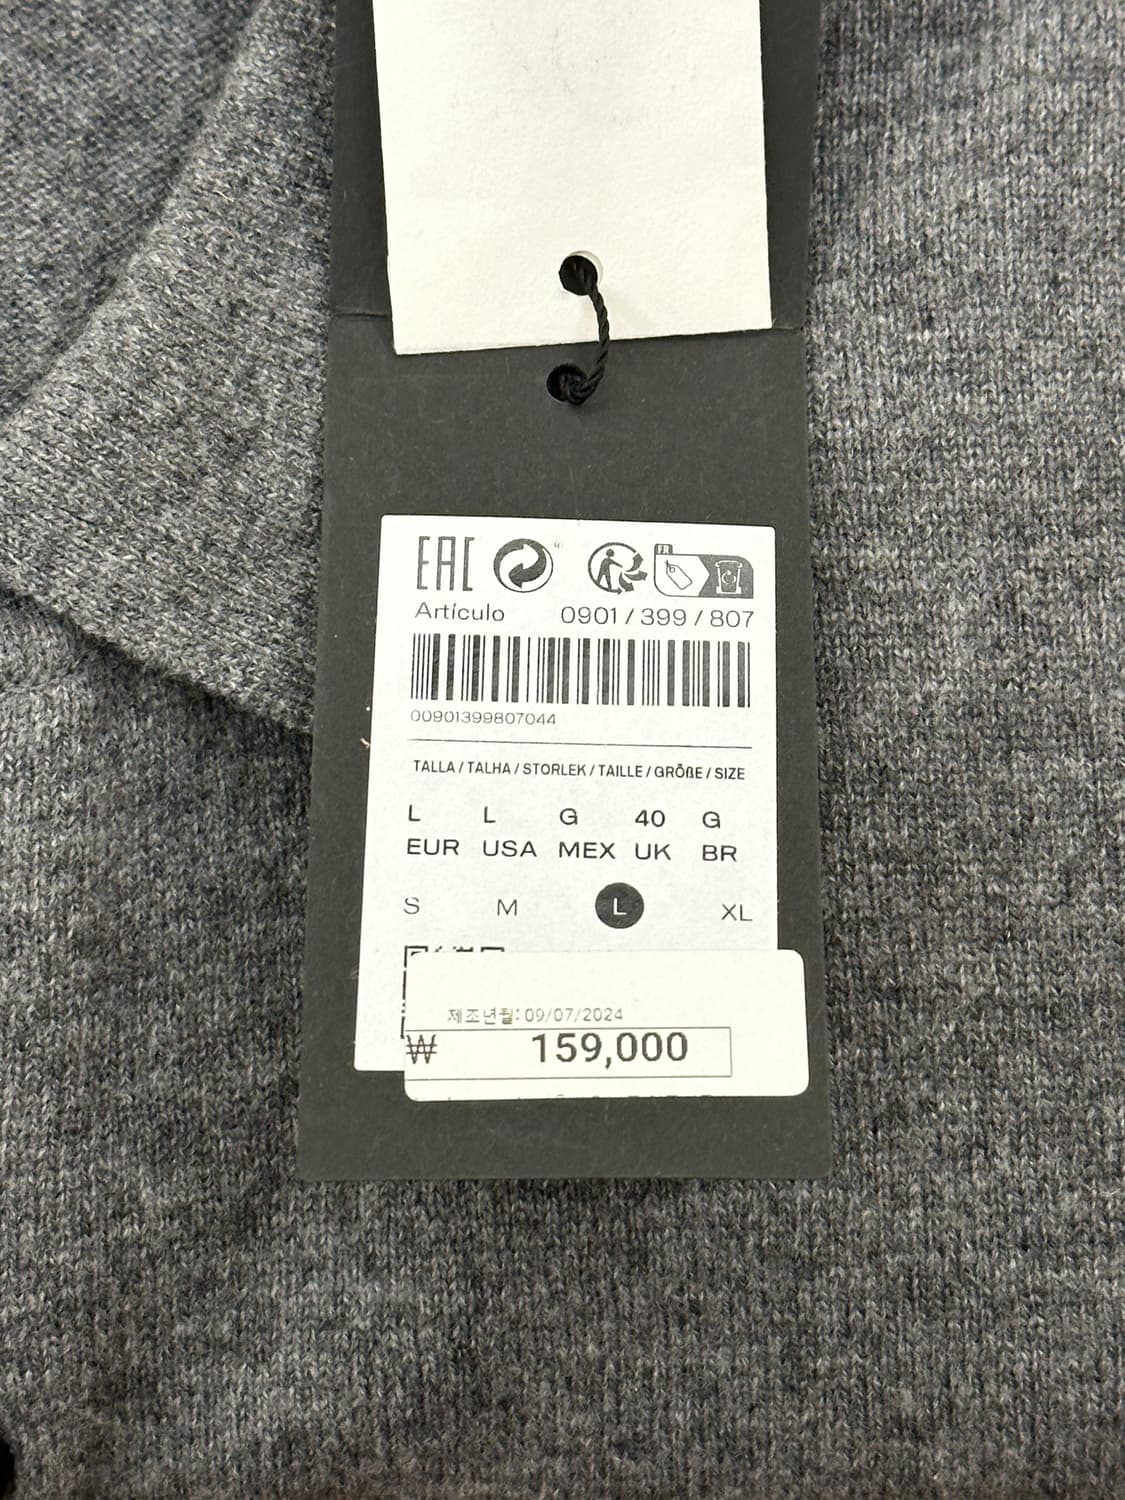 EAC
FR
Artículo 0901 / 399 / 807
00901399807044
TALLA / TALHA / STORLEK / TAILLE / GRÖßE / SIZE
L L G 40 G
EUR USA MEX UK BR
S M L XL
제조년월: 09/07/2024
₩ 159,000